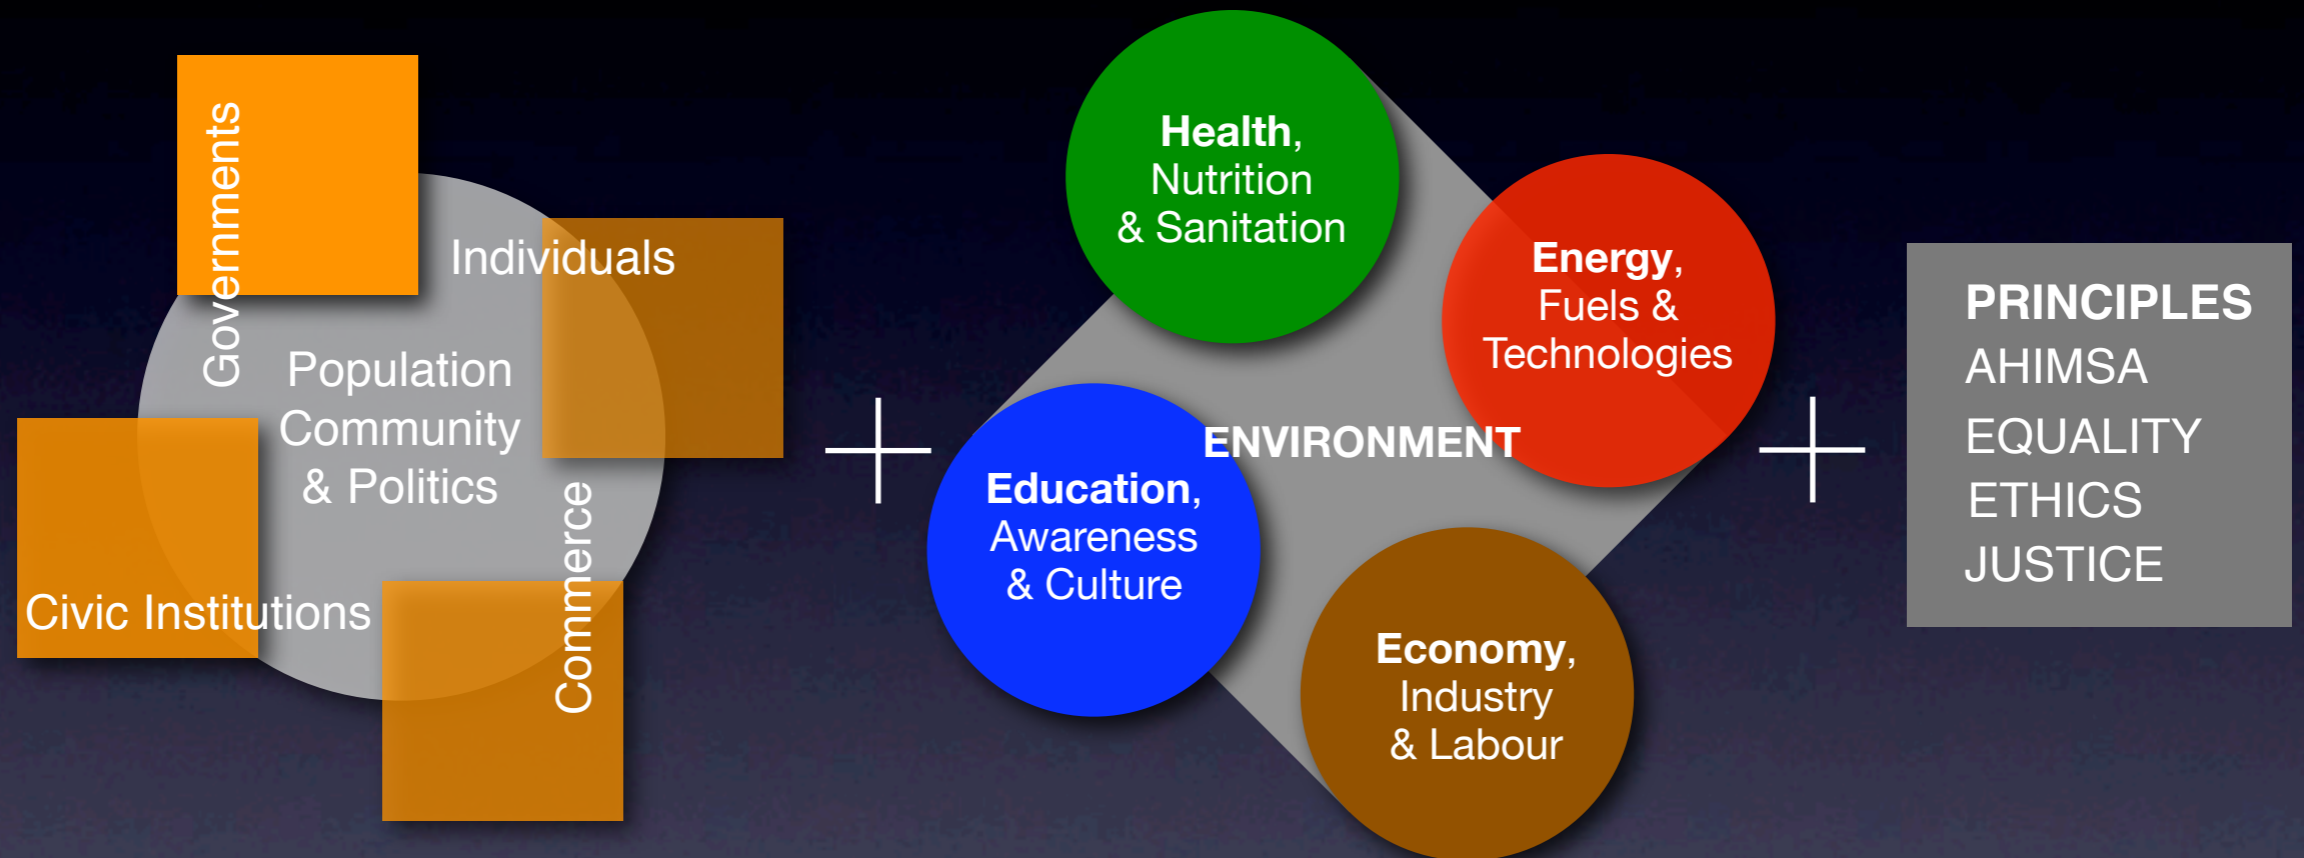 Governments
Individuals
Population
Community
& Politics
Civic Institutions
Commerce
Health,
Nutrition
& Sanitation
Energy,
Fuels &
Technologies
ENVIRONMENT
Education,
Awareness
& Culture
Economy,
Industry
& Labour
PRINCIPLES
AHIMSA
EQUALITY
ETHICS
JUSTICE